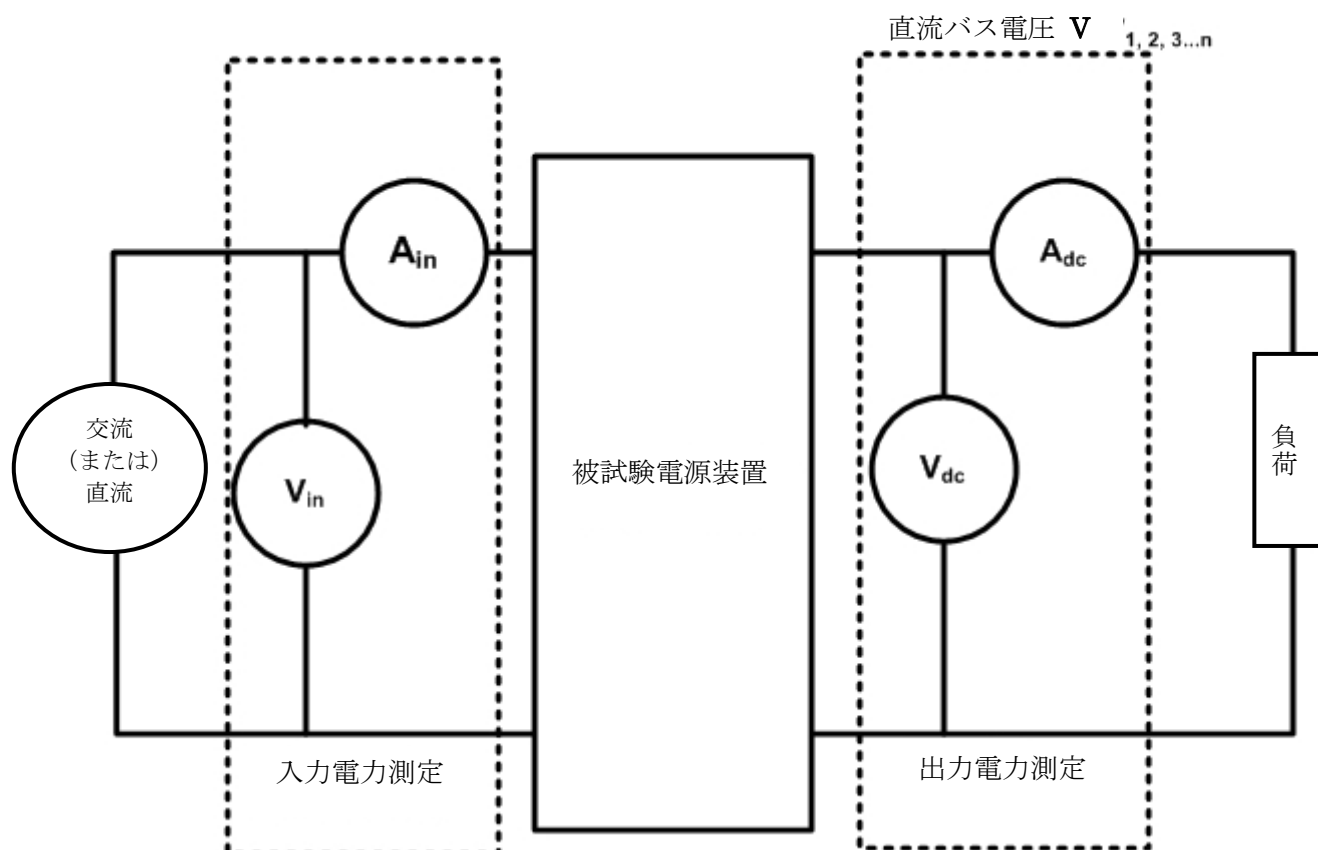 直流バス電圧 V 1, 2, 3...n
Ain
Adc
交流
(または)
直流
Vin
被試験電源装置
Vdc
負
荷
入力電力測定
出力電力測定